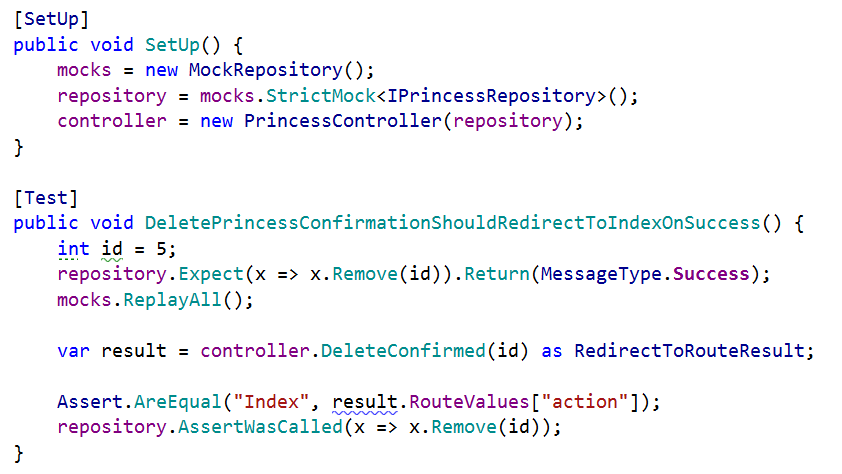 [SetUp]
public void SetUp() {
    mocks = new MockRepository();
    repository = mocks.StrictMock<IPrincessRepository>();
    controller = new PrincessController(repository);
}

[Test]
public void DeletePrincessConfirmationShouldRedirectToIndexOnSuccess() {
    int id = 5;
    repository.Expect(x => x.Remove(id)).Return(MessageType.Success);
    mocks.ReplayAll();

    var result = controller.DeleteConfirmed(id) as RedirectToRouteResult;

    Assert.AreEqual("Index", result.RouteValues["action"]);
    repository.AssertWasCalled(x => x.Remove(id));
}